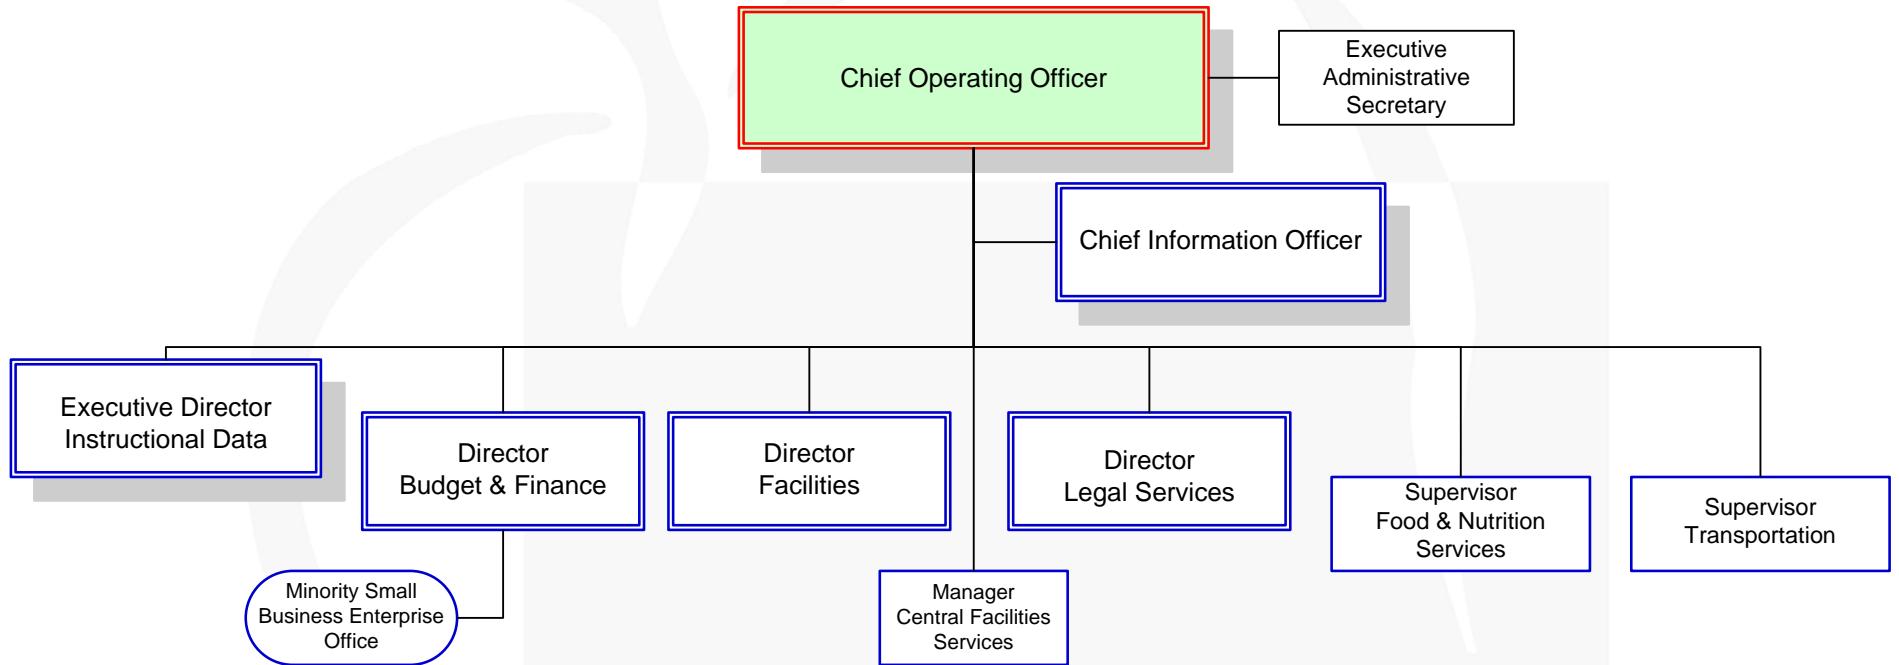 Chief Operating Officer
Executive
Administrative
Secretary
Chief Information Officer
Executive Director
Instructional Data
Director
Budget & Finance
Director
Facilities
Director
Legal Services
Supervisor
Food & Nutrition
Services
Supervisor
Transportation
Minority Small
Business Enterprise
Office
Manager
Central Facilities
Services